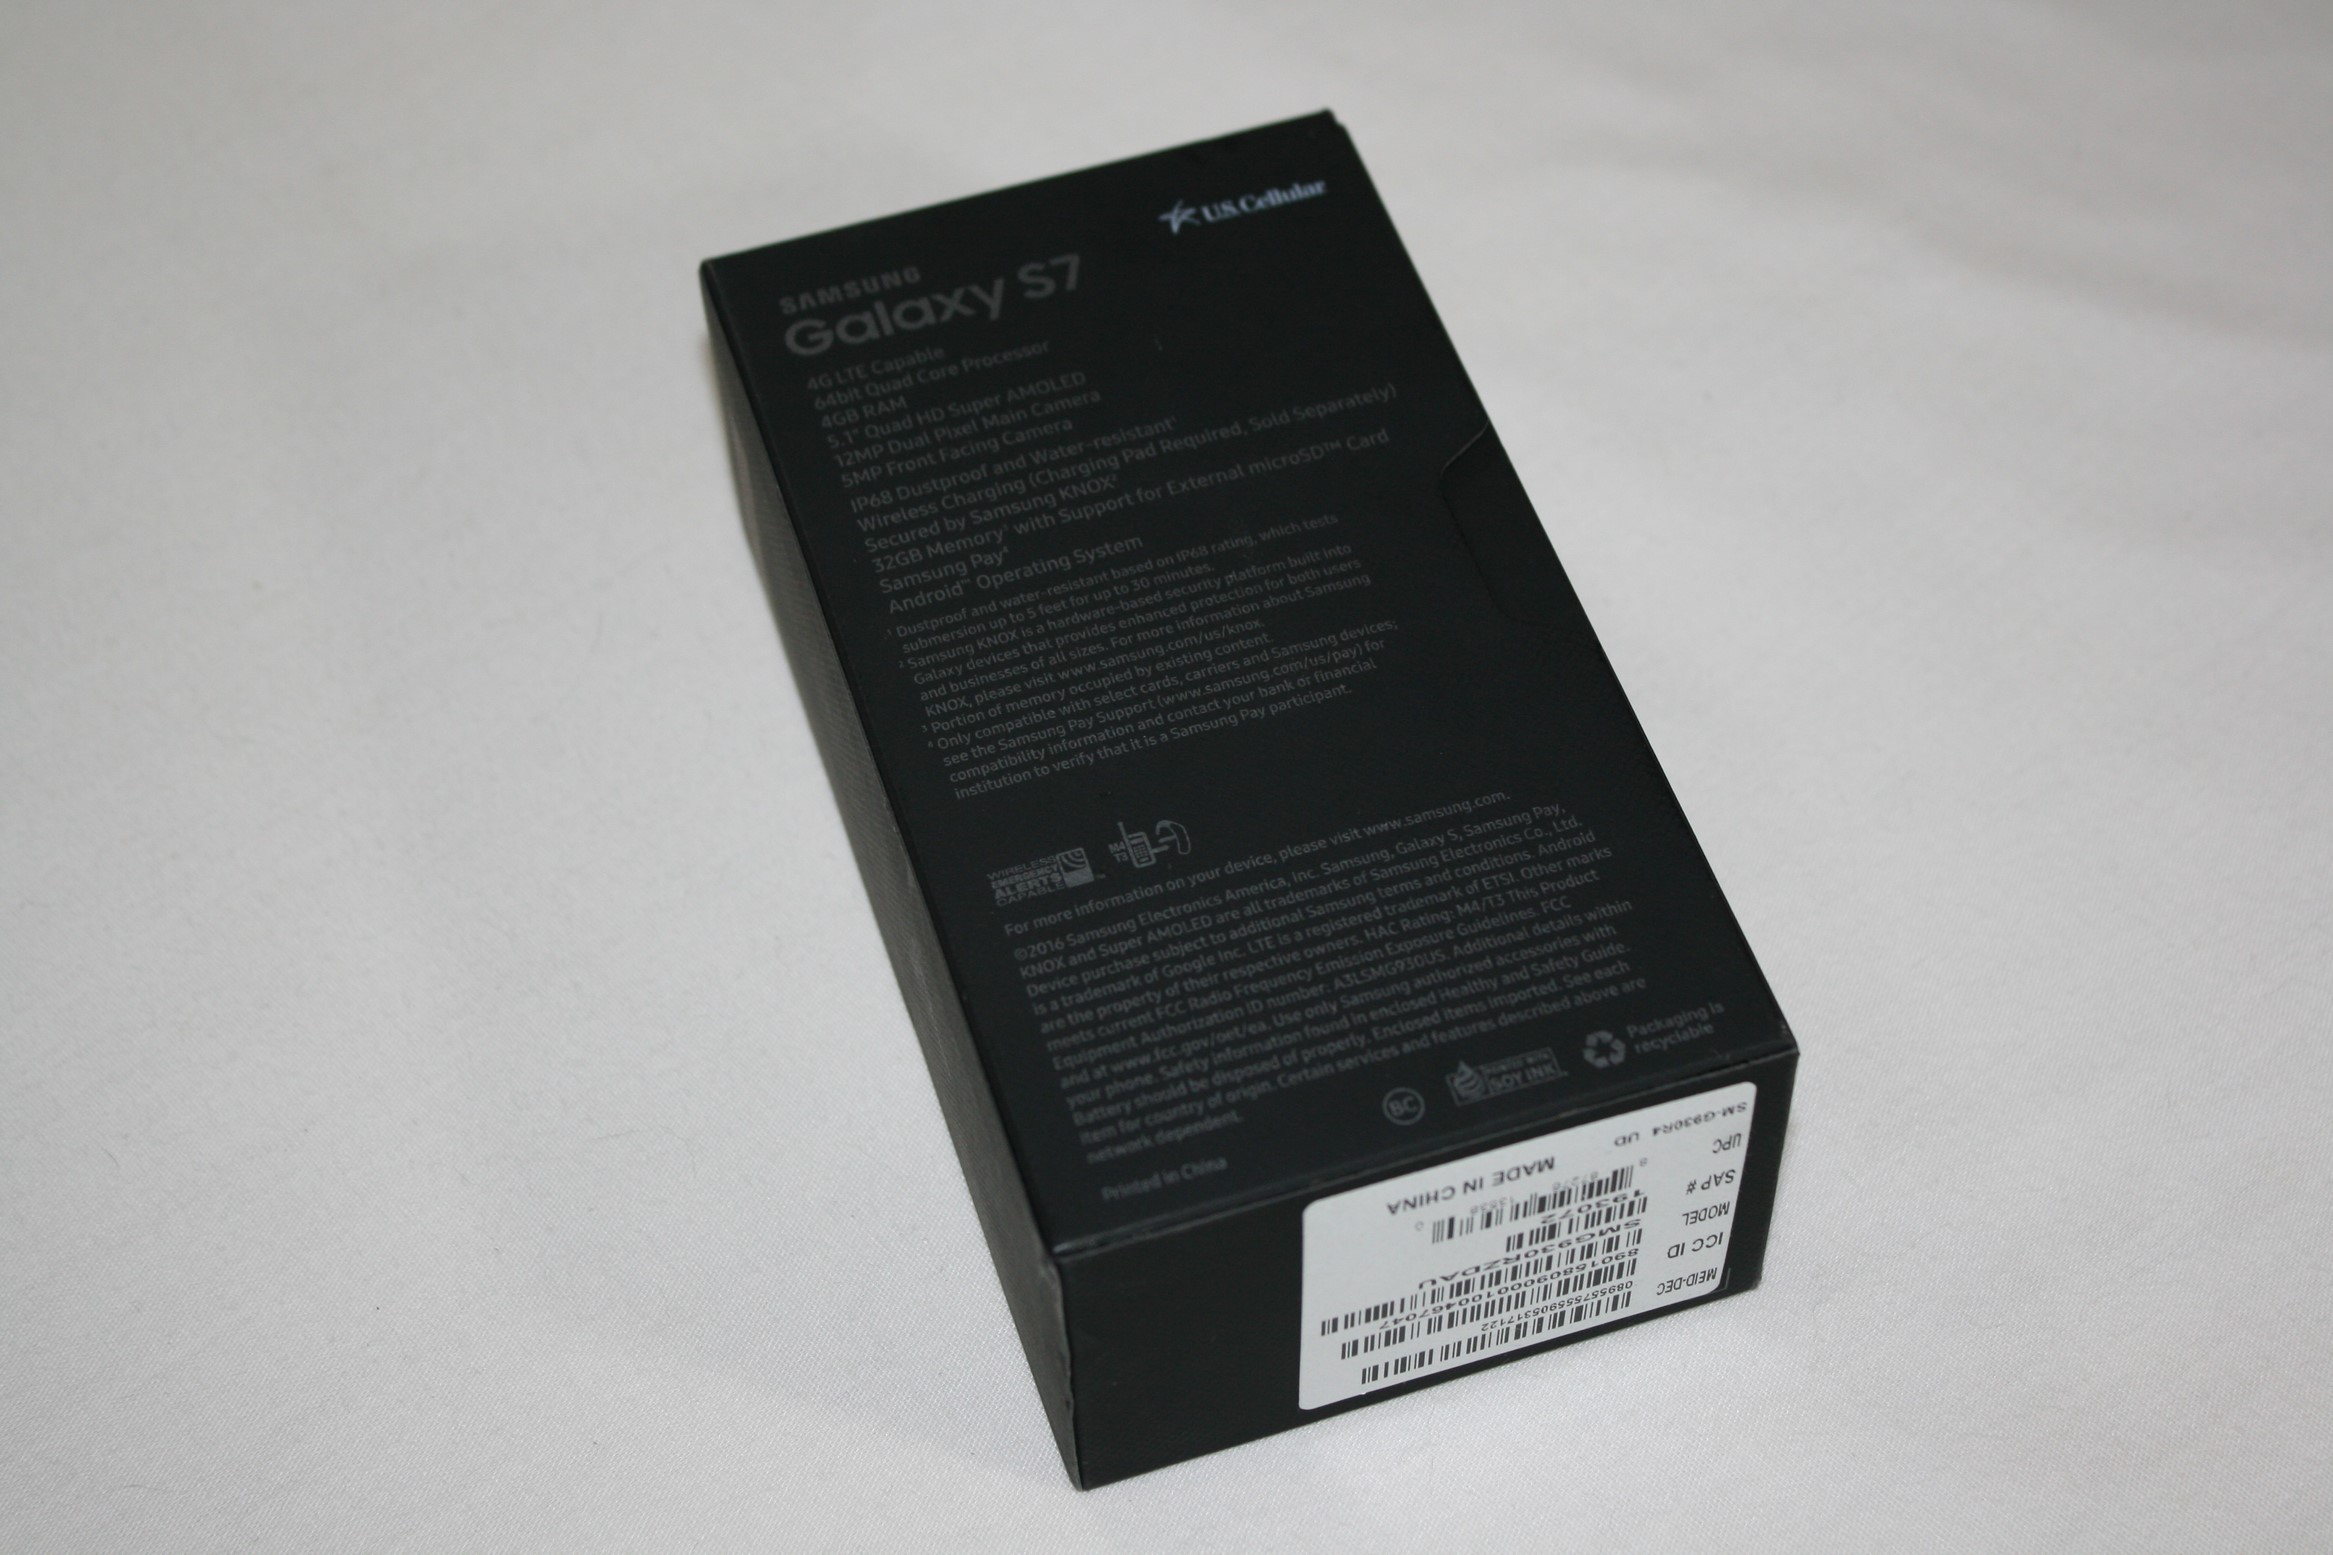 U.S. Cellular
SAMSUNG
Galaxy S7
4G LTE Capable
64bit Quad Core Processor
4GB RAM
5.1" Quad HD Super AMOLED
12MP Dual Pixel Main Camera
5MP Front Facing Camera
IP68 Dustproof and Water-resistant¹
Wireless Charging (Charging Pad Required, Sold Separately)
Secured by Samsung KNOX²
32GB Memory³ with Support for External microSD™ Card
Samsung Pay⁴
Android™ Operating System
¹ Dustproof and water-resistant based on IP68 rating, which tests
submersion up to 5 feet for up to 30 minutes.
² Samsung KNOX is a hardware-based security platform built into
Galaxy devices that provides enhanced protection for both users
and businesses of all sizes. For more information about Samsung
KNOX, please visit www.samsung.com/us/knox.
³ Portion of memory occupied by existing content.
⁴ Only compatible with select cards, carriers and Samsung devices;
see the Samsung Pay Support (www.samsung.com/us/pay) for
compatibility information and contact your bank or financial
institution to verify that it is a Samsung Pay participant.
WIRELESS
EMERGENCY
ALERTS
CAPABLE™
M4
T3
For more information on your device, please visit www.samsung.com.
©2016 Samsung Electronics America, Inc. Samsung, Galaxy S, Samsung Pay,
KNOX and Super AMOLED are all trademarks of Samsung Electronics Co., Ltd.
Device purchase subject to additional Samsung terms and conditions. Android
is a trademark of Google Inc. LTE is a registered trademark of ETSI. Other marks
are the property of their respective owners. HAC Rating: M4/T3 This Product
meets current FCC Radio Frequency Emission Exposure Guidelines. FCC
Equipment Authorization ID number: A3LSMG930US. Additional details within
and at www.fcc.gov/oet/ea. Use only Samsung authorized accessories with
your phone. Safety information found in enclosed Healthy and Safety Guide.
Battery should be disposed of properly. Enclosed items imported. See each
item for country of origin. Certain services and features described above are
network dependent.
Printed in China
BC
SOY INK
Packaging is
recyclable
MEID-DEC
089557555905317122
ICC ID
8901580900010046704​7
MODEL
SMG930RZDAU
SAP #
193072
UPC
MADE IN CHINA
SM-G930R4 UD